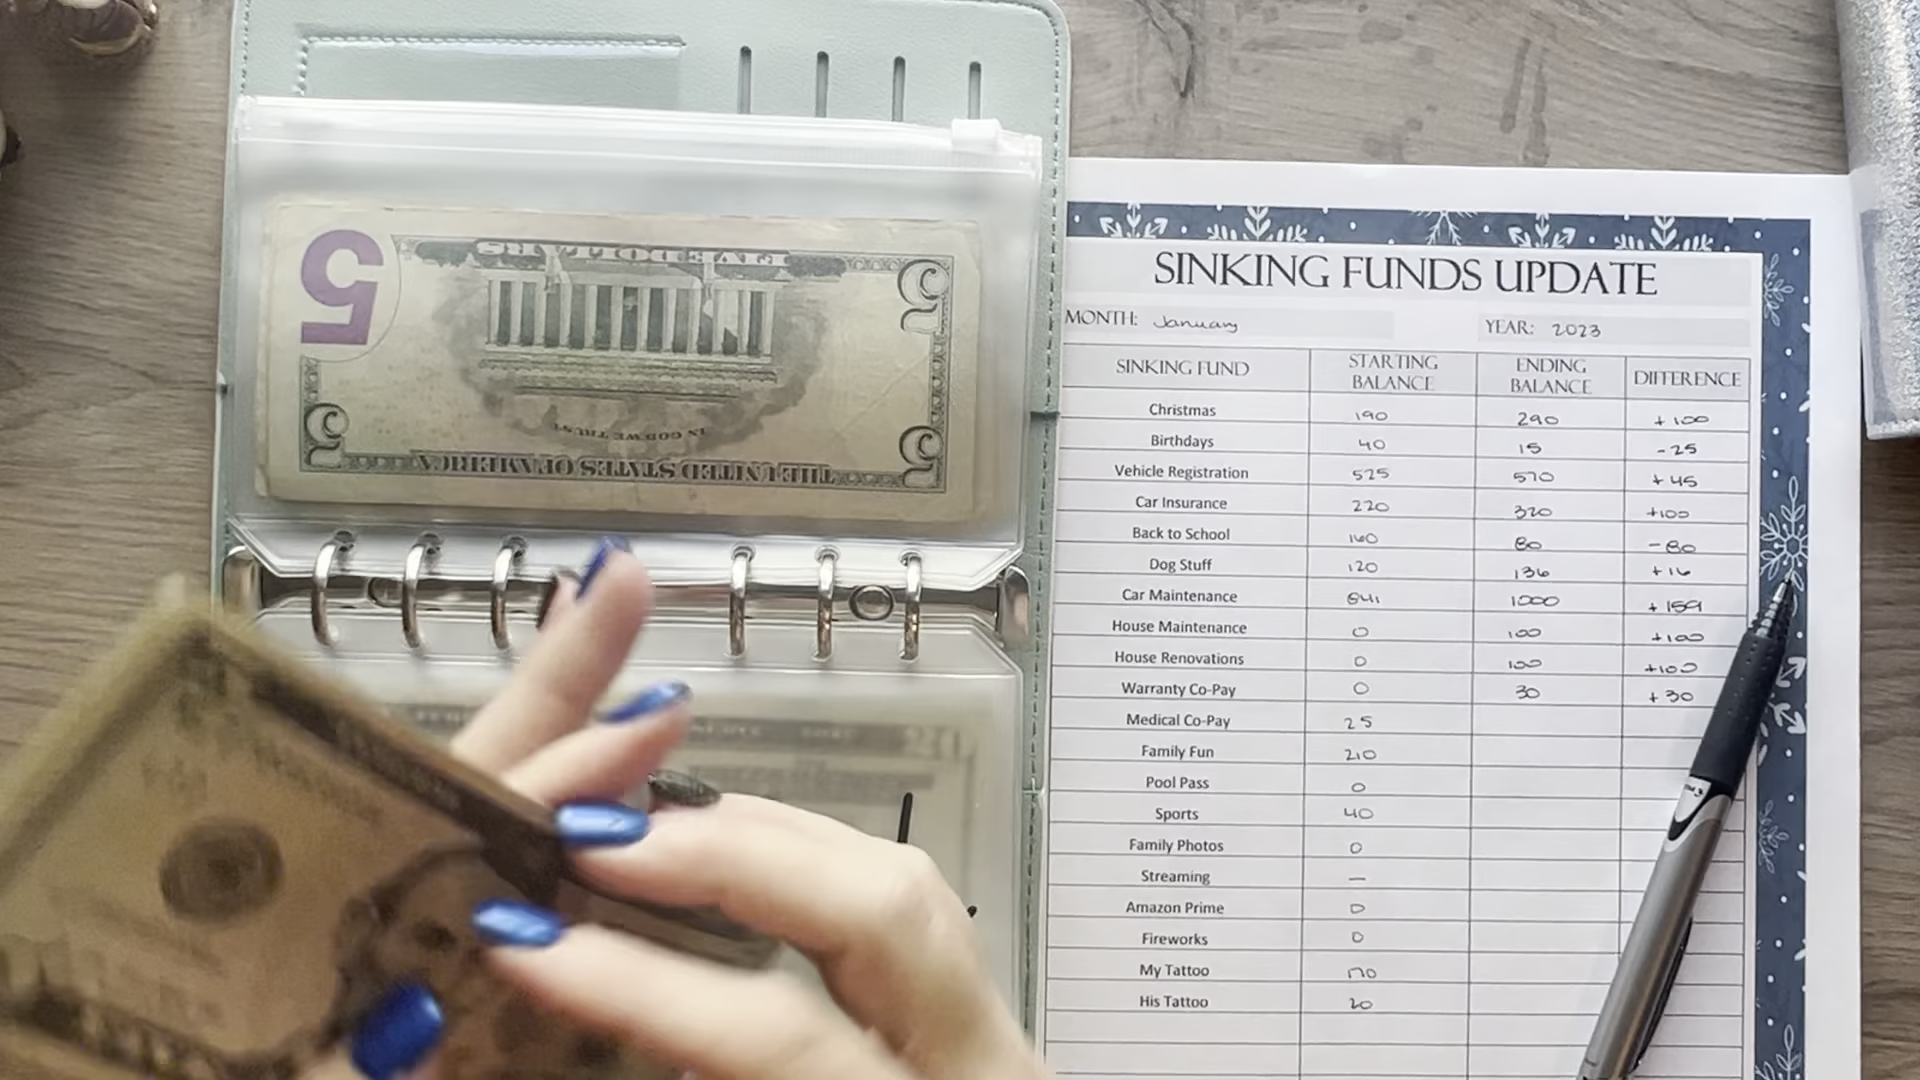 5
FIVE DOLLARS
5
5
IN GOD WE TRUST
5
THE UNITED STATES OF AMERICA
20
SINKING FUNDS UPDATE
MONTH: January YEAR: 2023
SINKING FUND STARTING BALANCE ENDING BALANCE DIFFERENCE
Christmas 190 290 +100
Birthdays 40 15 -25
Vehicle Registration 525 570 +45
Car Insurance 220 320 +100
Back to School 160 80 -80
Dog Stuff 120 136 +16
Car Maintenance 841 1000 +159
House Maintenance 0 100 +100
House Renovations 0 100 +100
Warranty Co-Pay 0 30 +30
Medical Co-Pay 25
Family Fun 210
Pool Pass 0
Sports 40
Family Photos 0
Streaming —
Amazon Prime 0
Fireworks 0
My Tattoo 170
His Tattoo 20